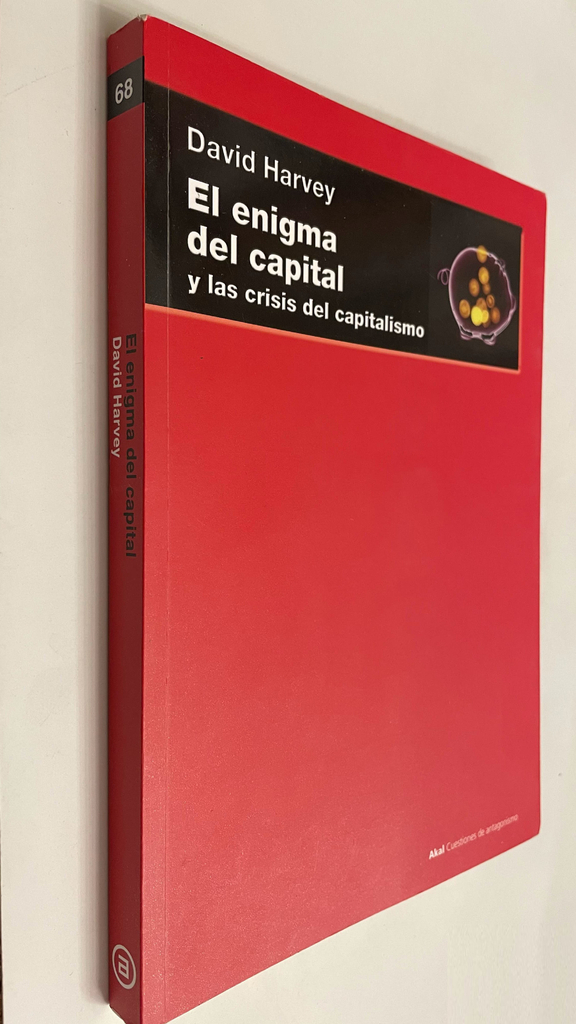 68
David Harvey
El enigma
del capital
y las crisis del capitalismo
El enigma del capital
David Harvey
Akal Cuestiones de antagonismo